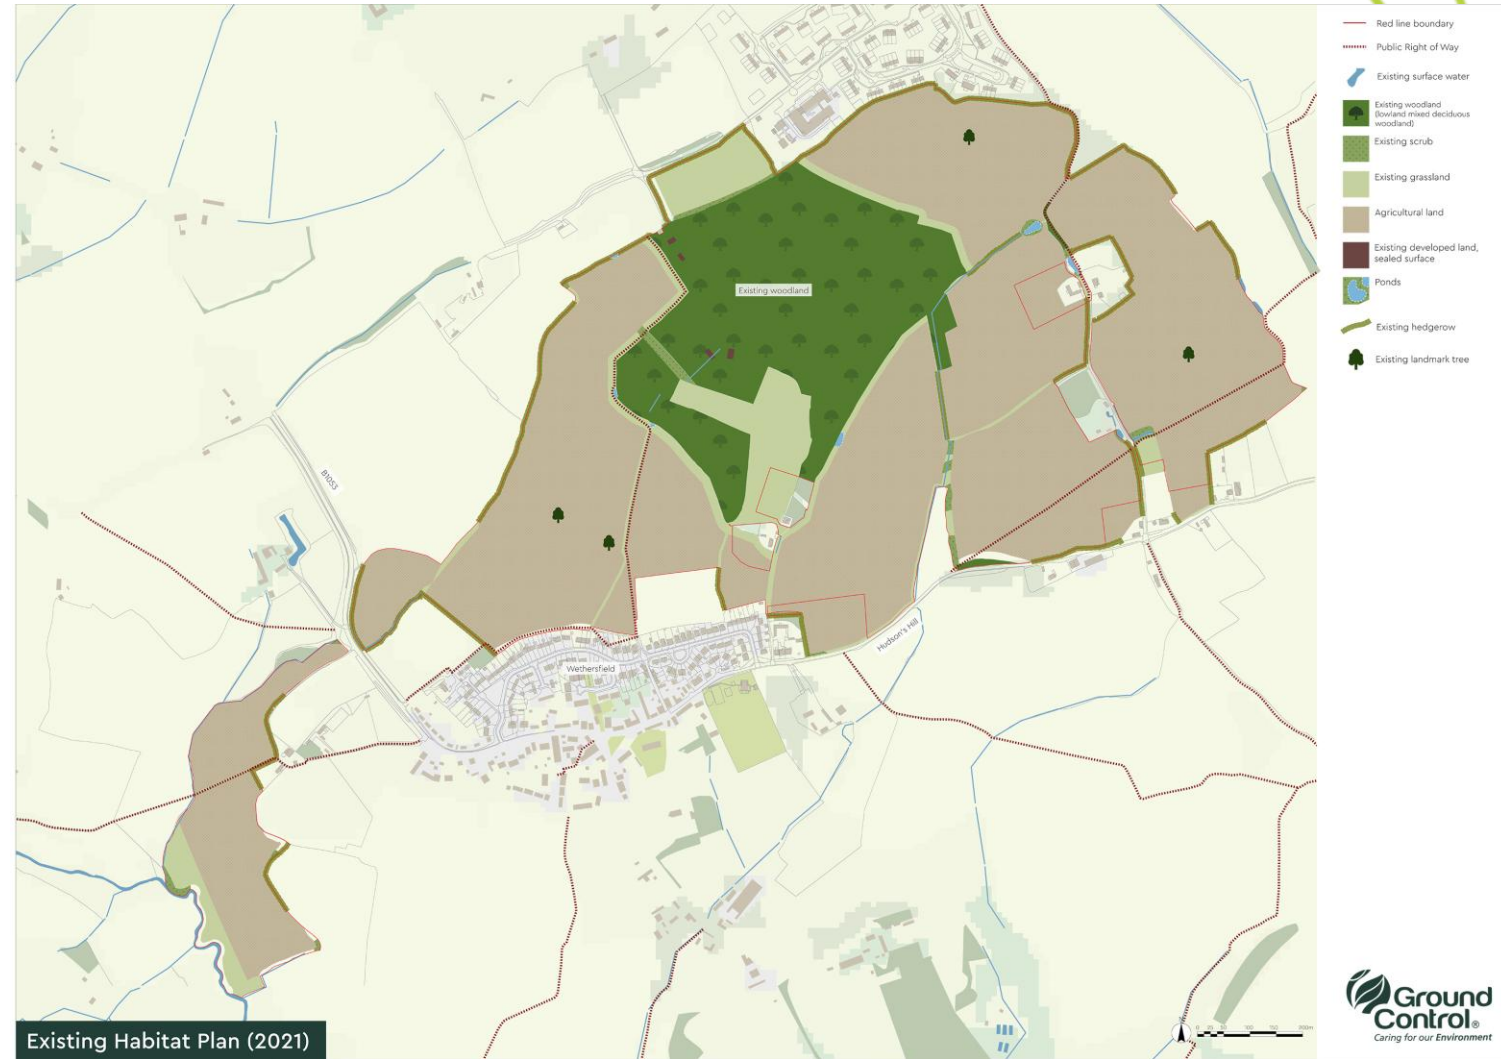 Red line boundary
Public Right of Way
Existing surface water
Existing woodland
(lowland mixed deciduous
woodland)
Existing scrub
Existing grassland
Agricultural land
Existing developed land,
sealed surface
Ponds
Existing hedgerow
Existing landmark tree
Existing woodland
B1053
Hudson's Hill
Wethersfield
Existing Habitat Plan (2021)
Ground
Control®
Caring for our Environment